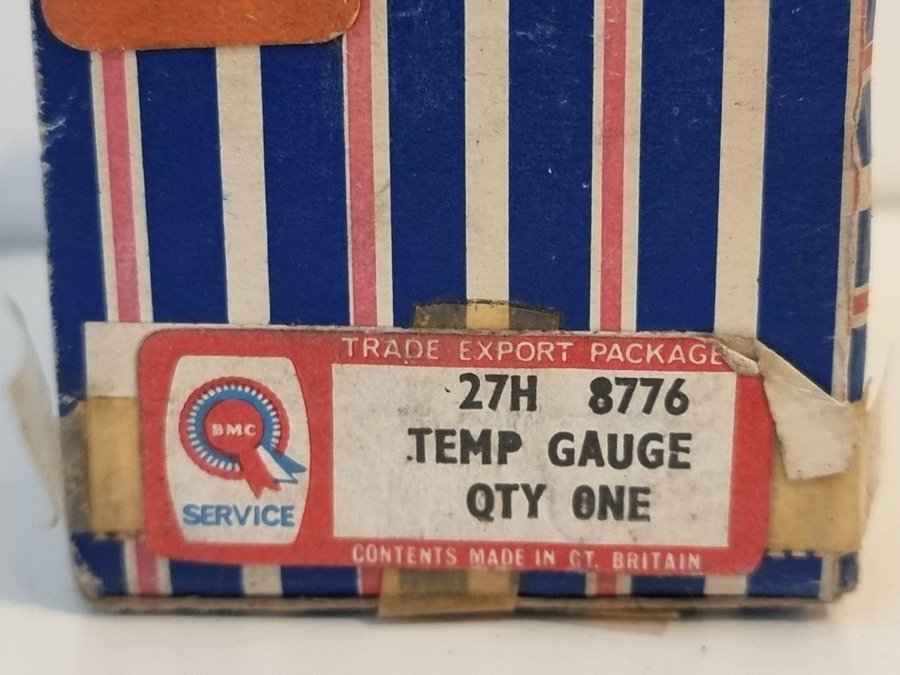 TRADE EXPORT PACKAGE
27H 8776
TEMP GAUGE
QTY ONE
BMC
SERVICE
CONTENTS MADE IN GT. BRITAIN